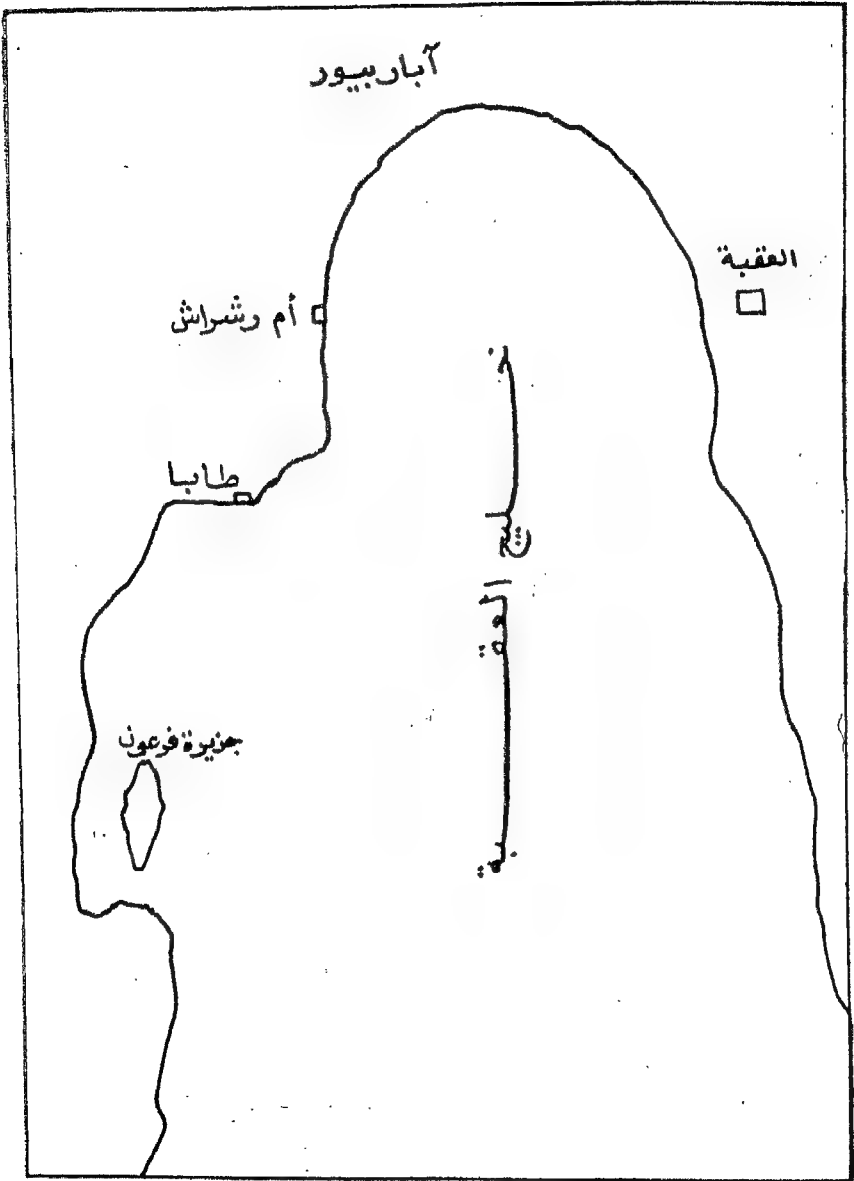 آبار بيور
العقبة
أم رشراش
طابا
خليج العقبة
جزيرة فرعون